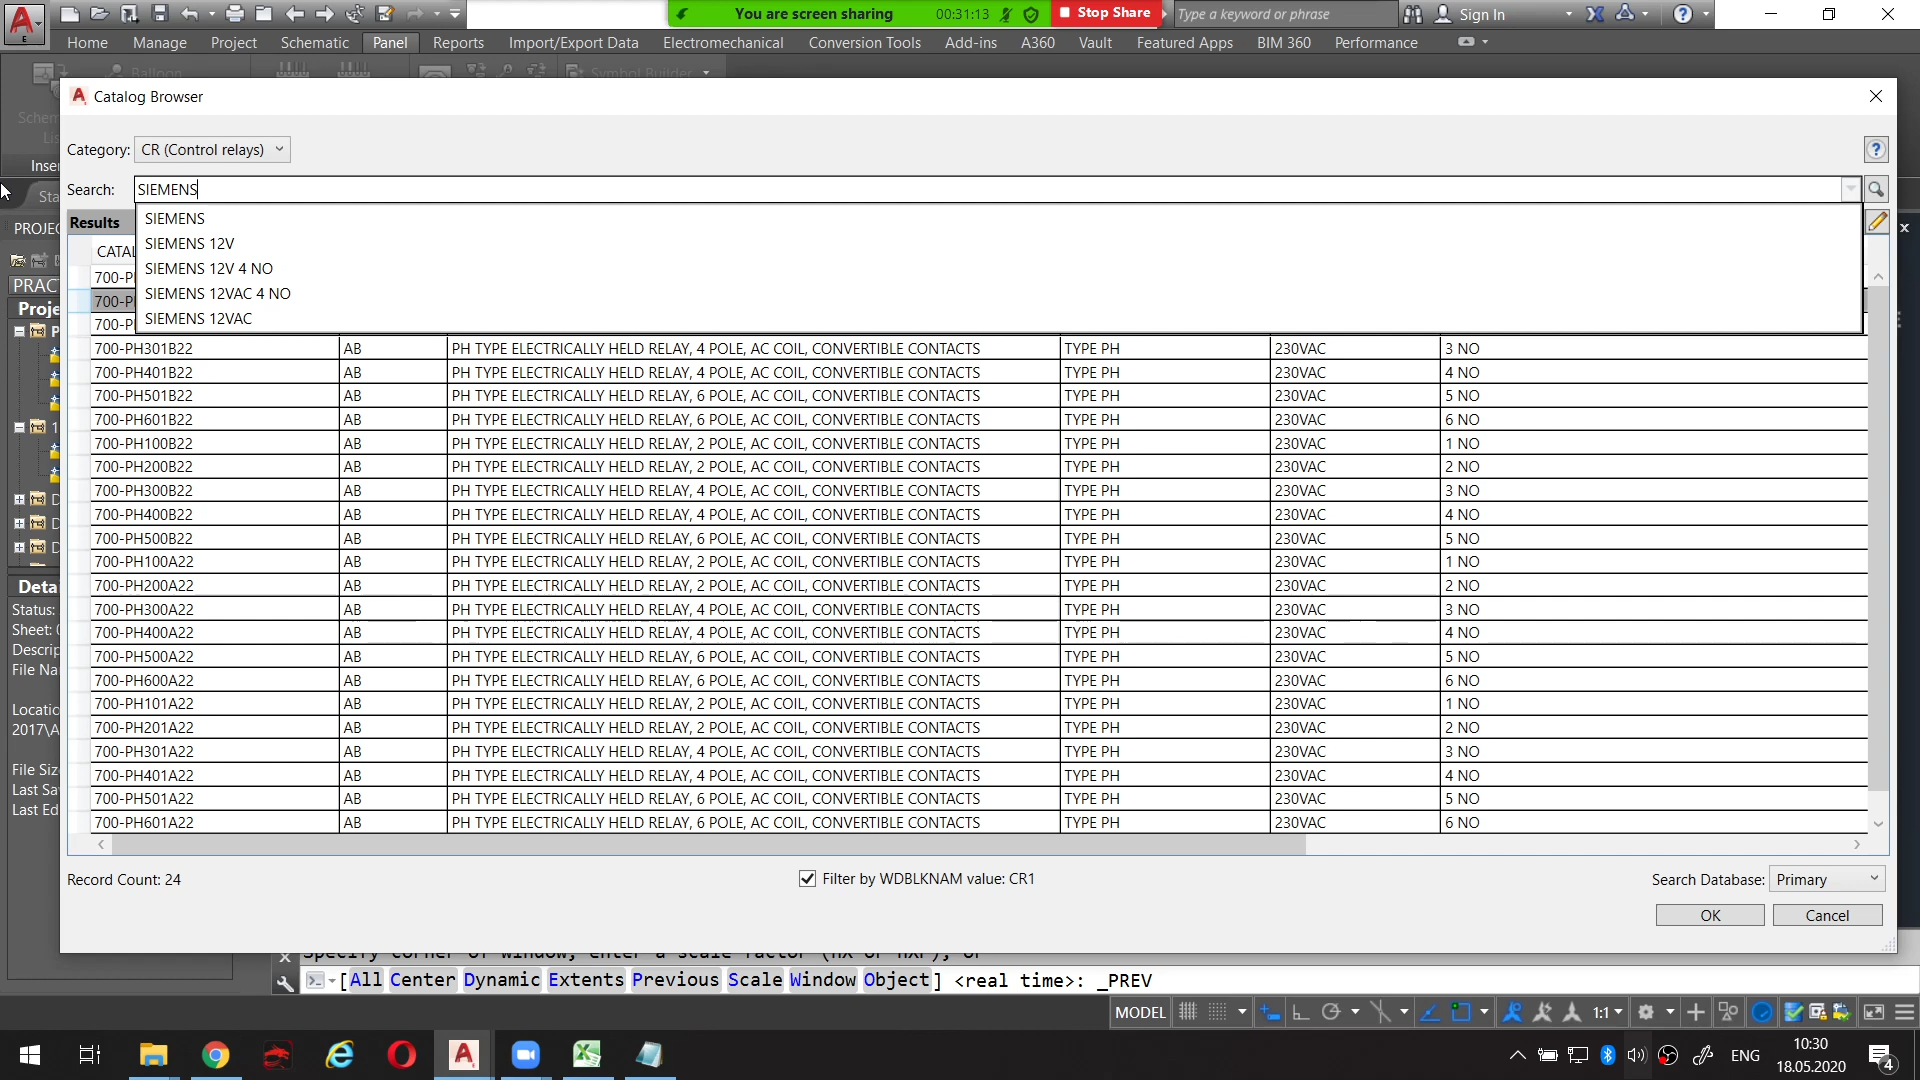 You are screen sharing 00:31:13 Stop Share Type a keyword or phrase Sign In
Home Manage Project Schematic Panel Reports Import/Export Data Electromechanical Conversion Tools Add-ins A360 Vault Featured Apps BIM 360 Performance
Balloon Symbol Builder
Catalog Browser
Category: CR (Control relays)
Search: SIEMENS
Results
SIEMENS
SIEMENS 12V
SIEMENS 12V 4 NO
SIEMENS 12VAC 4 NO
SIEMENS 12VAC
700-PH301B22 AB PH TYPE ELECTRICALLY HELD RELAY, 4 POLE, AC COIL, CONVERTIBLE CONTACTS TYPE PH 230VAC 3 NO
700-PH401B22 AB PH TYPE ELECTRICALLY HELD RELAY, 4 POLE, AC COIL, CONVERTIBLE CONTACTS TYPE PH 230VAC 4 NO
700-PH501B22 AB PH TYPE ELECTRICALLY HELD RELAY, 6 POLE, AC COIL, CONVERTIBLE CONTACTS TYPE PH 230VAC 5 NO
700-PH601B22 AB PH TYPE ELECTRICALLY HELD RELAY, 6 POLE, AC COIL, CONVERTIBLE CONTACTS TYPE PH 230VAC 6 NO
700-PH100B22 AB PH TYPE ELECTRICALLY HELD RELAY, 2 POLE, AC COIL, CONVERTIBLE CONTACTS TYPE PH 230VAC 1 NO
700-PH200B22 AB PH TYPE ELECTRICALLY HELD RELAY, 2 POLE, AC COIL, CONVERTIBLE CONTACTS TYPE PH 230VAC 2 NO
700-PH300B22 AB PH TYPE ELECTRICALLY HELD RELAY, 4 POLE, AC COIL, CONVERTIBLE CONTACTS TYPE PH 230VAC 3 NO
700-PH400B22 AB PH TYPE ELECTRICALLY HELD RELAY, 4 POLE, AC COIL, CONVERTIBLE CONTACTS TYPE PH 230VAC 4 NO
700-PH500B22 AB PH TYPE ELECTRICALLY HELD RELAY, 6 POLE, AC COIL, CONVERTIBLE CONTACTS TYPE PH 230VAC 5 NO
700-PH100A22 AB PH TYPE ELECTRICALLY HELD RELAY, 2 POLE, AC COIL, CONVERTIBLE CONTACTS TYPE PH 230VAC 1 NO
700-PH200A22 AB PH TYPE ELECTRICALLY HELD RELAY, 2 POLE, AC COIL, CONVERTIBLE CONTACTS TYPE PH 230VAC 2 NO
700-PH300A22 AB PH TYPE ELECTRICALLY HELD RELAY, 4 POLE, AC COIL, CONVERTIBLE CONTACTS TYPE PH 230VAC 3 NO
700-PH400A22 AB PH TYPE ELECTRICALLY HELD RELAY, 4 POLE, AC COIL, CONVERTIBLE CONTACTS TYPE PH 230VAC 4 NO
700-PH500A22 AB PH TYPE ELECTRICALLY HELD RELAY, 6 POLE, AC COIL, CONVERTIBLE CONTACTS TYPE PH 230VAC 5 NO
700-PH600A22 AB PH TYPE ELECTRICALLY HELD RELAY, 6 POLE, AC COIL, CONVERTIBLE CONTACTS TYPE PH 230VAC 6 NO
700-PH101A22 AB PH TYPE ELECTRICALLY HELD RELAY, 2 POLE, AC COIL, CONVERTIBLE CONTACTS TYPE PH 230VAC 1 NO
700-PH201A22 AB PH TYPE ELECTRICALLY HELD RELAY, 2 POLE, AC COIL, CONVERTIBLE CONTACTS TYPE PH 230VAC 2 NO
700-PH301A22 AB PH TYPE ELECTRICALLY HELD RELAY, 4 POLE, AC COIL, CONVERTIBLE CONTACTS TYPE PH 230VAC 3 NO
700-PH401A22 AB PH TYPE ELECTRICALLY HELD RELAY, 4 POLE, AC COIL, CONVERTIBLE CONTACTS TYPE PH 230VAC 4 NO
700-PH501A22 AB PH TYPE ELECTRICALLY HELD RELAY, 6 POLE, AC COIL, CONVERTIBLE CONTACTS TYPE PH 230VAC 5 NO
700-PH601A22 AB PH TYPE ELECTRICALLY HELD RELAY, 6 POLE, AC COIL, CONVERTIBLE CONTACTS TYPE PH 230VAC 6 NO
Record Count: 24 Filter by WDBLKNAM value: CR1 Search Database: Primary
OK Cancel
Status:
Sheet:
2017\A
[All Center Dynamic Extents Previous Scale Window Object] <real time>: _PREV
MODEL 1:1
ENG 10:30
18.05.2020 4